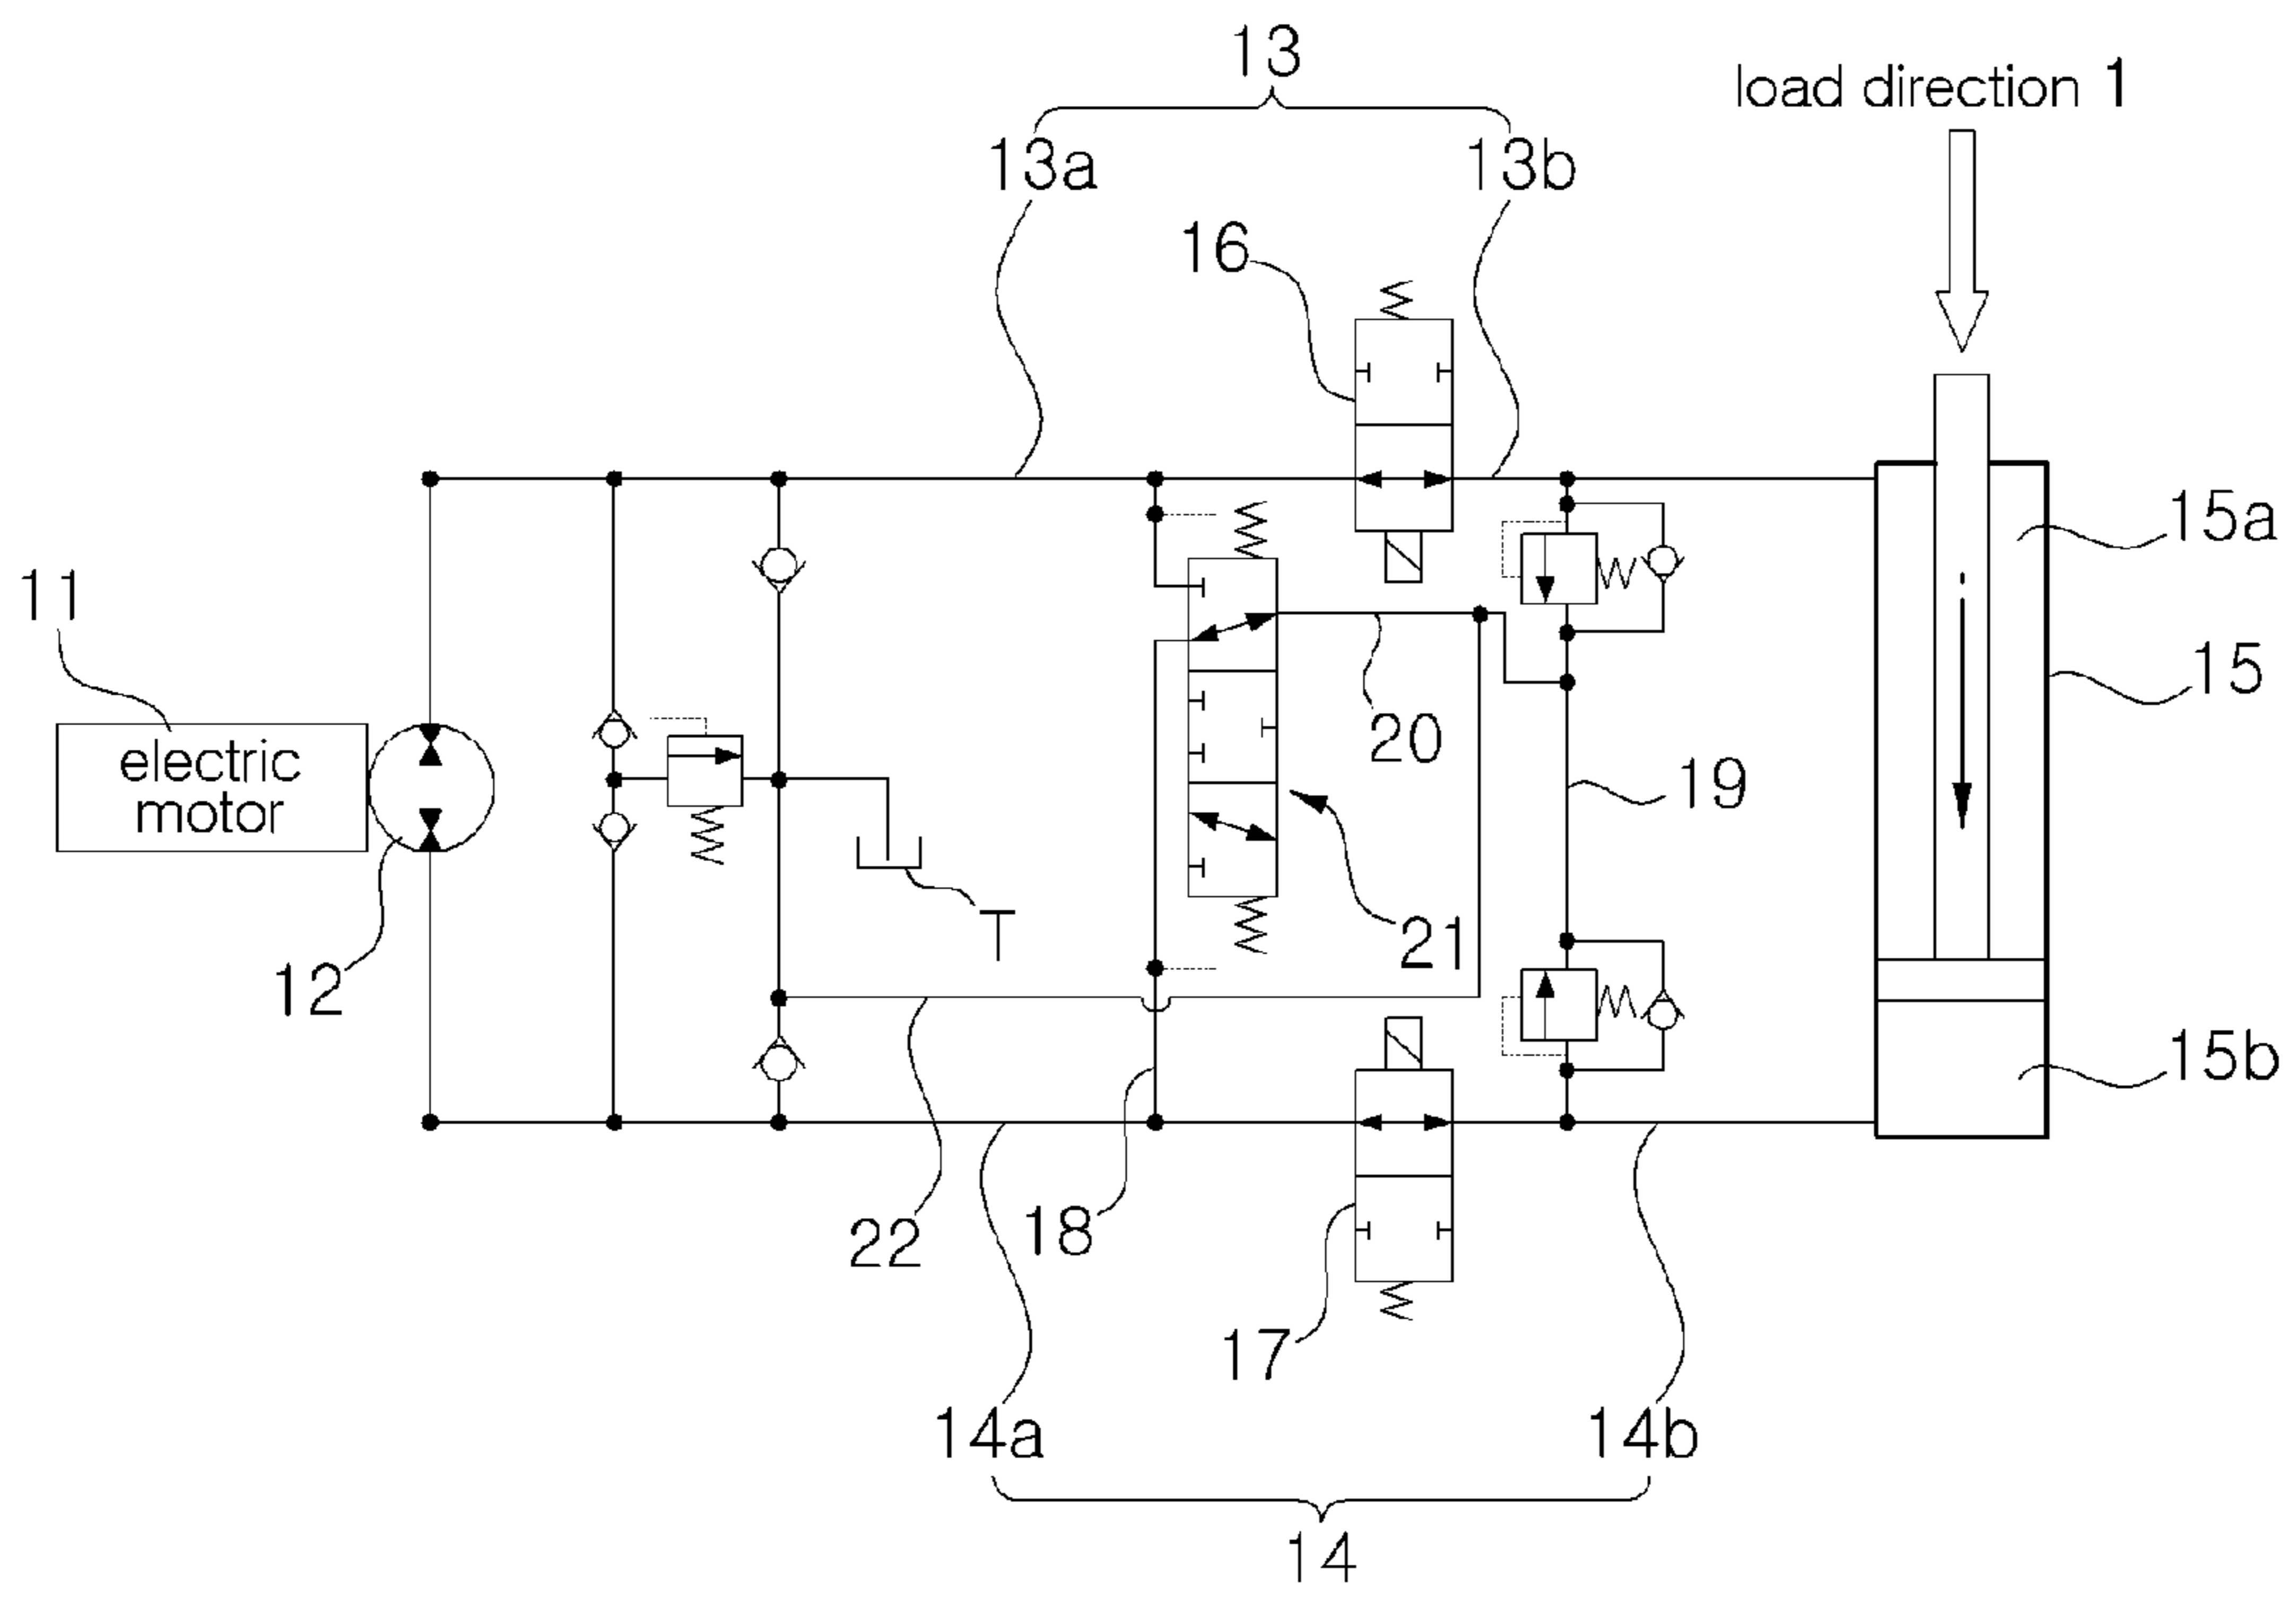 13
load direction 1
13a
13b
16
15a
11
15
electric
motor
20
19
21
T
12
15b
22
18
17
14a
14b
14